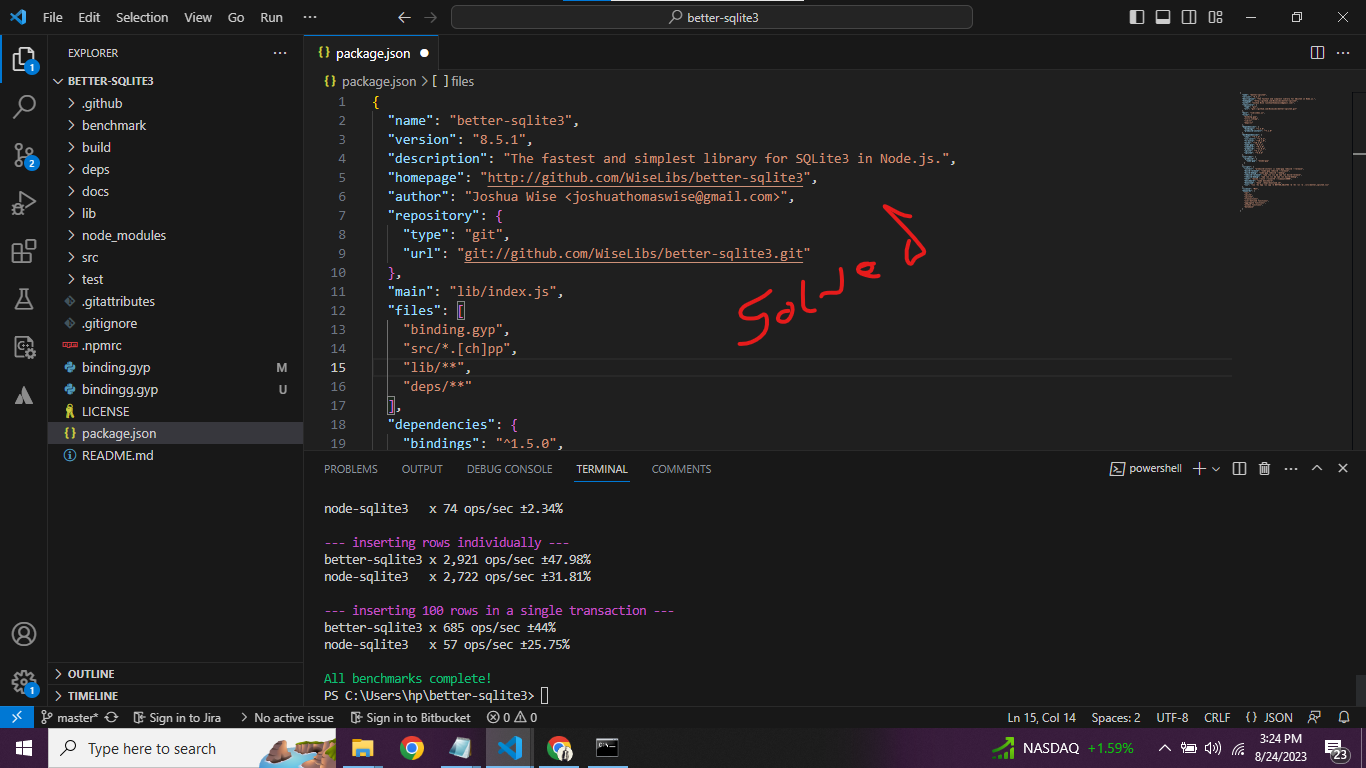 File Edit Selection View Go Run ···
better-sqlite3
EXPLORER ···
BETTER-SQLITE3
.github
benchmark
build
deps
docs
lib
node_modules
src
test
.gitattributes
.gitignore
.npmrc
binding.gyp M
bindingg.gyp U
LICENSE
package.json
README.md
OUTLINE
TIMELINE
1
2
1
package.json
package.json > [ ] files
1 {
2 "name": "better-sqlite3",
3 "version": "8.5.1",
4 "description": "The fastest and simplest library for SQLite3 in Node.js.",
5 "homepage": "http://github.com/WiseLibs/better-sqlite3",
6 "author": "Joshua Wise <joshuathomaswise@gmail.com>",
7 "repository": {
8 "type": "git",
9 "url": "git://github.com/WiseLibs/better-sqlite3.git"
10 },
11 "main": "lib/index.js",
12 "files": [
13 "binding.gyp",
14 "src/*.[ch]pp",
15 "lib/**",
16 "deps/**"
17 ],
18 "dependencies": {
19 "bindings": "^1.5.0",
Solved
PROBLEMS OUTPUT DEBUG CONSOLE TERMINAL COMMENTS
powershell
node-sqlite3 x 74 ops/sec ±2.34%
--- inserting rows individually ---
better-sqlite3 x 2,921 ops/sec ±47.98%
node-sqlite3 x 2,722 ops/sec ±31.81%
--- inserting 100 rows in a single transaction ---
better-sqlite3 x 685 ops/sec ±44%
node-sqlite3 x 57 ops/sec ±25.75%
All benchmarks complete!
PS C:\Users\hp\better-sqlite3>
master* Sign in to Jira No active issue Sign in to Bitbucket 0 0 Ln 15, Col 14 Spaces: 2 UTF-8 CRLF {} JSON
Type here to search
NASDAQ +1.59%
3:24 PM
8/24/2023
23